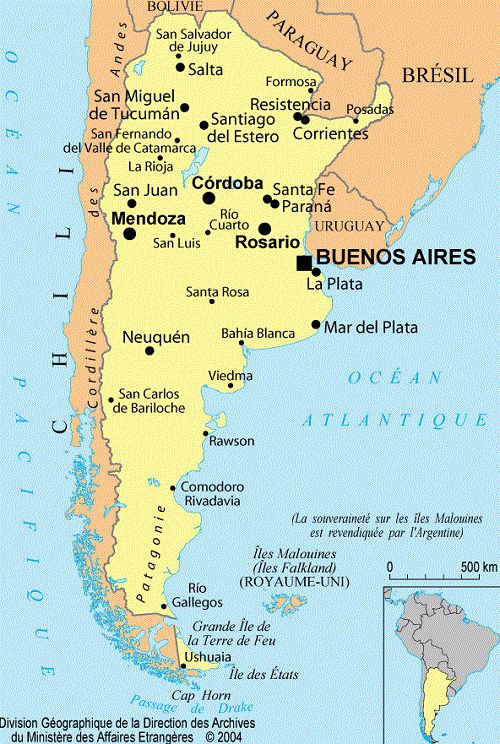 BOLIVIE
PARAGUAY
BRÉSIL
San Salvador
de Jujuy
Salta
Formosa
San Miguel
de Tucumán
Resistencia
Posadas
Santiago
del Estero
Corrientes
San Fernando
del Valle de Catamarca
La Rioja
San Juan
Córdoba
Santa Fe
Paraná
Mendoza
Río
Cuarto
San Luis
Rosario
URUGUAY
BUENOS AIRES
La Plata
Santa Rosa
Mar del Plata
Neuquén
Bahía Blanca
Viedma
San Carlos
de Bariloche
Rawson
Comodoro
Rivadavia
Patagonie
Río
Gallegos
CHILI
Cordillère des Andes
OCÉAN PACIFIQUE
OCÉAN
ATLANTIQUE
(La souveraineté sur les îles Malouines
est revendiquée par l'Argentine)
Îles Malouines
(Îles Falkland)
(ROYAUME-UNI)
0 500 km
Grande Île de
la Terre de Feu
Ushuaia
Île des États
Cap Horn
Passage de Drake
Division Géographique de la Direction des Archives
du Ministère des Affaires Etrangères © 2004